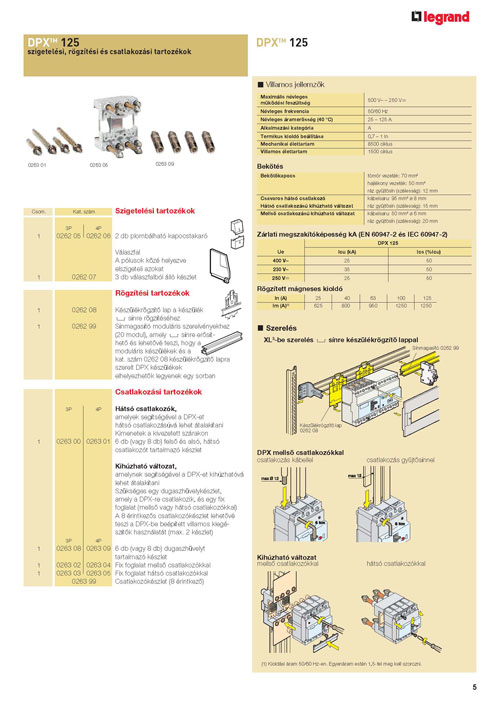 legrand
DPX™ 125
szigetelési, rögzítési és csatlakozási tartozékok
0263 01
0263 05
0263 09
Csom.
Kat. szám
Szigetelési tartozékok
3P
4P
1
0262 05
0262 06
2 db plombálható kapocstakaró
Válaszfal
A pólusok közé helyezve
elszigeteli azokat
1
0262 07
3 db válaszfalból álló készlet
Rögzítési tartozékok
1
0262 08
Készülékrögzítő lap a készülék
sínre rögzítéséhez
1
0262 99
Sínmagasító moduláris szerelvényekhez
(20 modul), amely sínre erősít-
hető és lehetővé teszi, hogy a
moduláris készülékek és a
kat. szám 0262 08 készülékrögzítő lapra
szerelt DPX készülékek
elhelyezhetők legyenek egy sorban
Csatlakozási tartozékok
3P
4P
Hátsó csatlakozók,
amelyek segítségével a DPX-et
hátsó csatlakozásúvá lehet átalakítani
Kimenetek a kivezetett szárakon
1
0263 00
0263 01
6 db (vagy 8 db) felső és alsó, hátsó
csatlakozót tartalmazó készlet
Kihúzható változat,
amelynek segítségével a DPX-et kihúzhatóvá
lehet átalakítani
Szükséges egy dugaszhüvelykészlet,
amely a DPX-re csatlakozik, és egy fix
foglalat (mellső vagy hátsó csatlakozókkal)
A 8 érintkezős csatlakozókészlet lehetővé
teszi a DPX-be beépített villamos kiegé-
szítők használatát (max. 2 készlet)
3P
4P
1
0263 08
0263 09
6 db (vagy 8 db) dugaszhüvelyt
tartalmazó készlet
1
0263 02
0263 04
Fix foglalat mellső csatlakozókkal
1
0263 03
0263 05
Fix foglalat hátsó csatlakozókkal
1
0263 99
Csatlakozókészlet (8 érintkező)
DPX™ 125
Villamos jellemzők
Maximális névleges
működési feszültség
500 V~ – 250 V=
Névleges frekvencia
50/60 Hz
Névleges áramerősség (40 °C)
25 – 125 A
Alkalmazási kategória
A
Termikus kioldó beállítása
0,7 – 1 In
Mechanikai élettartam
8500 ciklus
Villamos élettartam
1500 ciklus
Bekötés
Bekötőkapocs
tömör vezeték: 70 mm²
hajlékony vezeték: 50 mm²
réz gyűjtősín (szélesség): 12 mm
Csavaros hátsó csatlakozó
kábelsaru: 95 mm² ø 8 mm
Hátsó csatlakozású kihúzható változat
réz gyűjtősín (szélesség): 15 mm
Mellső csatlakozású kihúzható változat
réz gyűjtősín (szélesség): 20 mm
Zárlati megszakítóképesség kA (EN 60947-2 és IEC 60947-2)
DPX 125
Ue
Icu (kA)
Ics (%Icu)
400 V~
25
50
230 V~
35
50
250 V=
25
50
Rögzített mágneses kioldó
In (A)
25
40
63
100
125
Im (A)⁽¹⁾
625
800
950
1250
1250
Szerelés
XL³-be szerelés sínre készülékrögzítő lappal
Sínmagasító 0262 99
Készülékrögzítő lap
0262 08
DPX mellső csatlakozókkal
csatlakozás kábellel
csatlakozás gyűjtősínnel
max Ø 12
max 12
Kihúzható változat
mellső csatlakozókkal
hátsó csatlakozókkal
(1) Kioldási áram 50/60 Hz-en. Egyenáram esetén 1,5-tel meg kell szorozni.
5